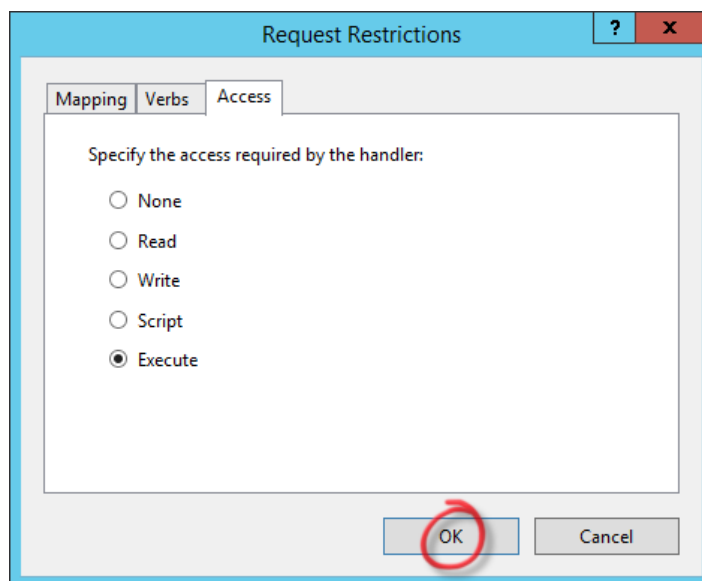 Request Restrictions
? x
Mapping Verbs Access
Specify the access required by the handler:
None
Read
Write
Script
Execute
OK Cancel